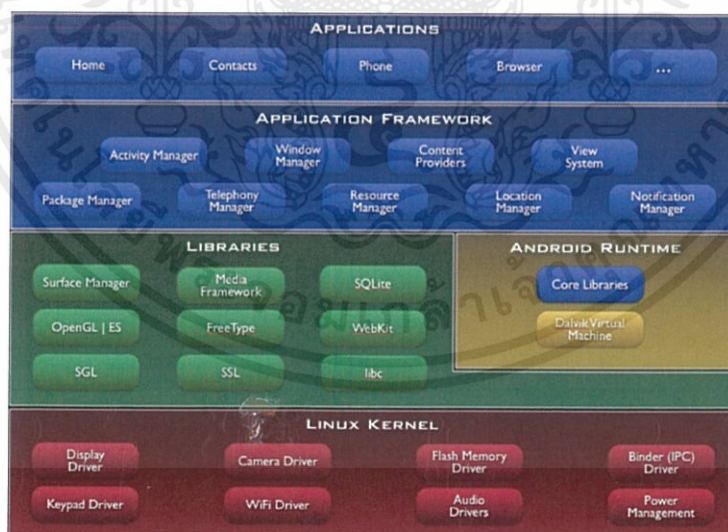 APPLICATIONS
Home Contacts Phone Browser ...
APPLICATION FRAMEWORK
Activity Manager Window Manager Content Providers View System
Package Manager Telephony Manager Resource Manager Location Manager Notification Manager
LIBRARIES
Surface Manager Media Framework SQLite
OpenGL | ES FreeType WebKit
SGL SSL libc
ANDROID RUNTIME
Core Libraries
Dalvik Virtual Machine
LINUX KERNEL
Display Driver Camera Driver Flash Memory Driver Binder (IPC) Driver
Keypad Driver WiFi Driver Audio Drivers Power Management